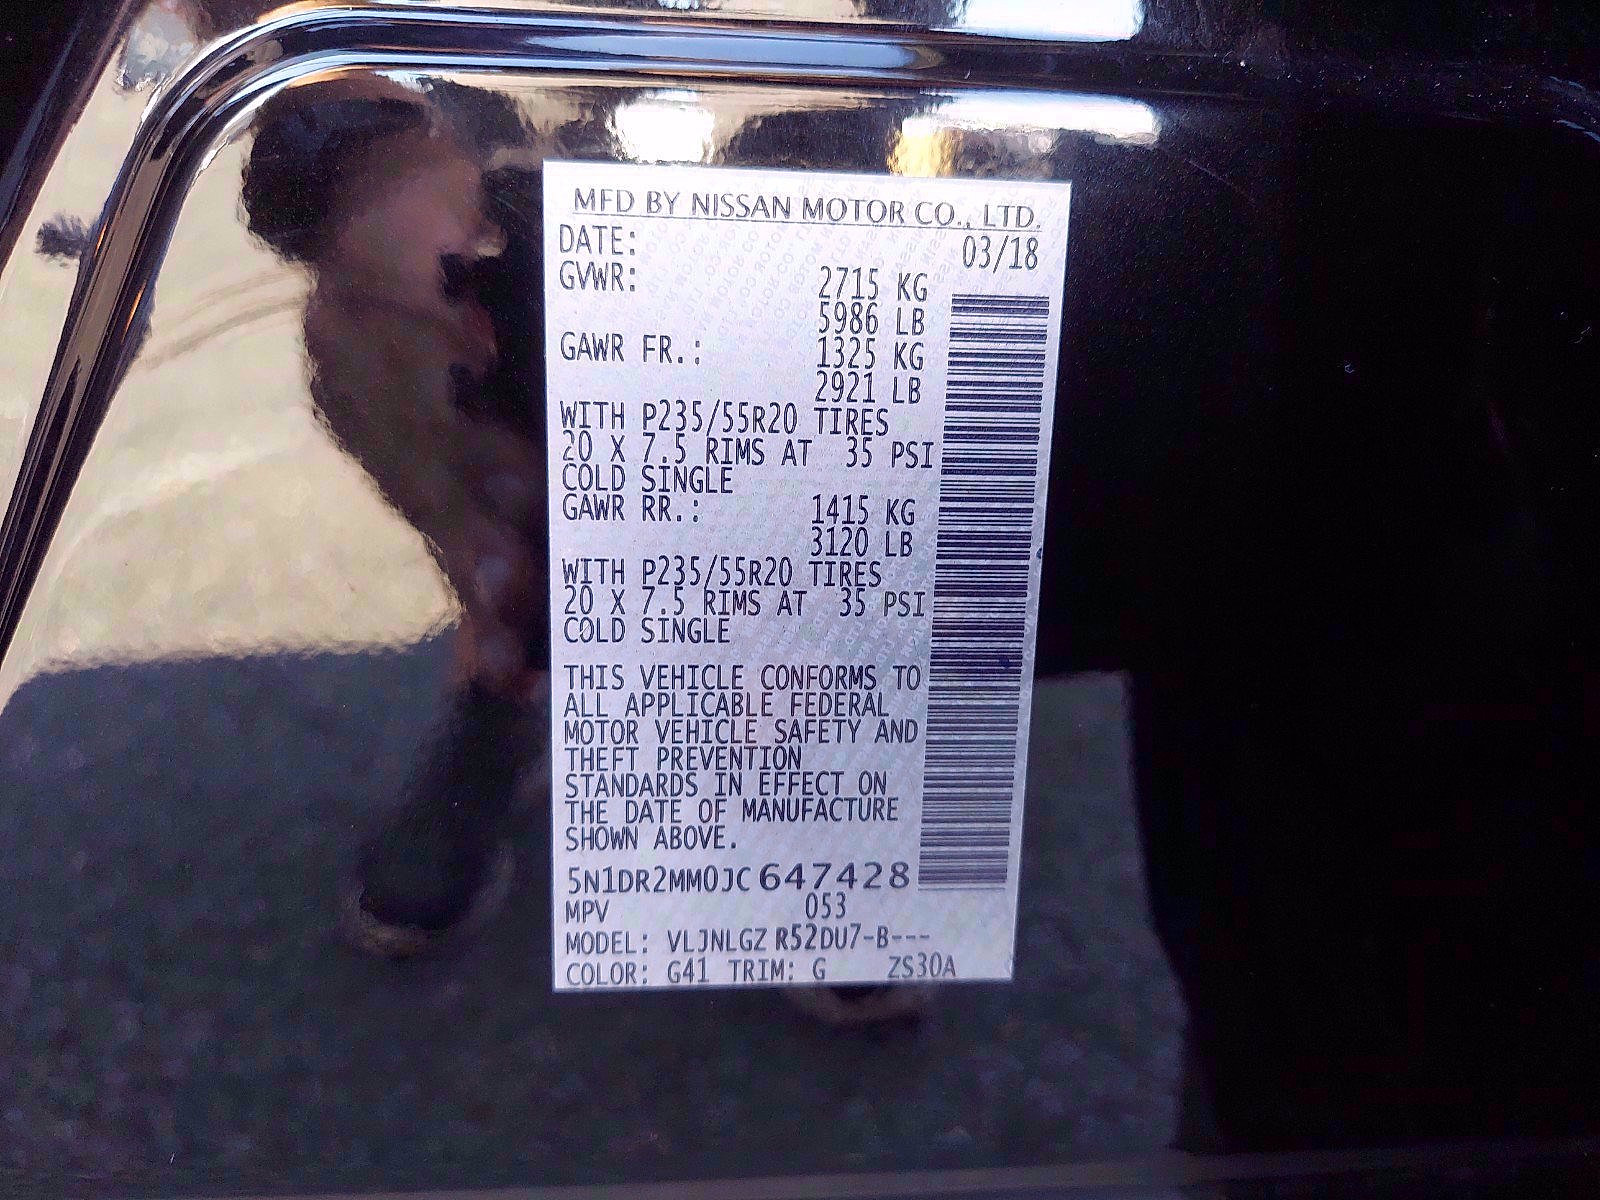 MFD BY NISSAN MOTOR CO., LTD.
DATE: 03/18
GVWR: 2715 KG
5986 LB
GAWR FR.: 1325 KG
2921 LB
WITH P235/55R20 TIRES
20 X 7.5 RIMS AT 35 PSI
COLD SINGLE
GAWR RR.: 1415 KG
3120 LB
WITH P235/55R20 TIRES
20 X 7.5 RIMS AT 35 PSI
COLD SINGLE
THIS VEHICLE CONFORMS TO
ALL APPLICABLE FEDERAL
MOTOR VEHICLE SAFETY AND
THEFT PREVENTION
STANDARDS IN EFFECT ON
THE DATE OF MANUFACTURE
SHOWN ABOVE.
5N1DR2MM0JC647428
MPV 053
MODEL: VLJNLGZ R52DU7-B---
COLOR: G41 TRIM: G ZS30A